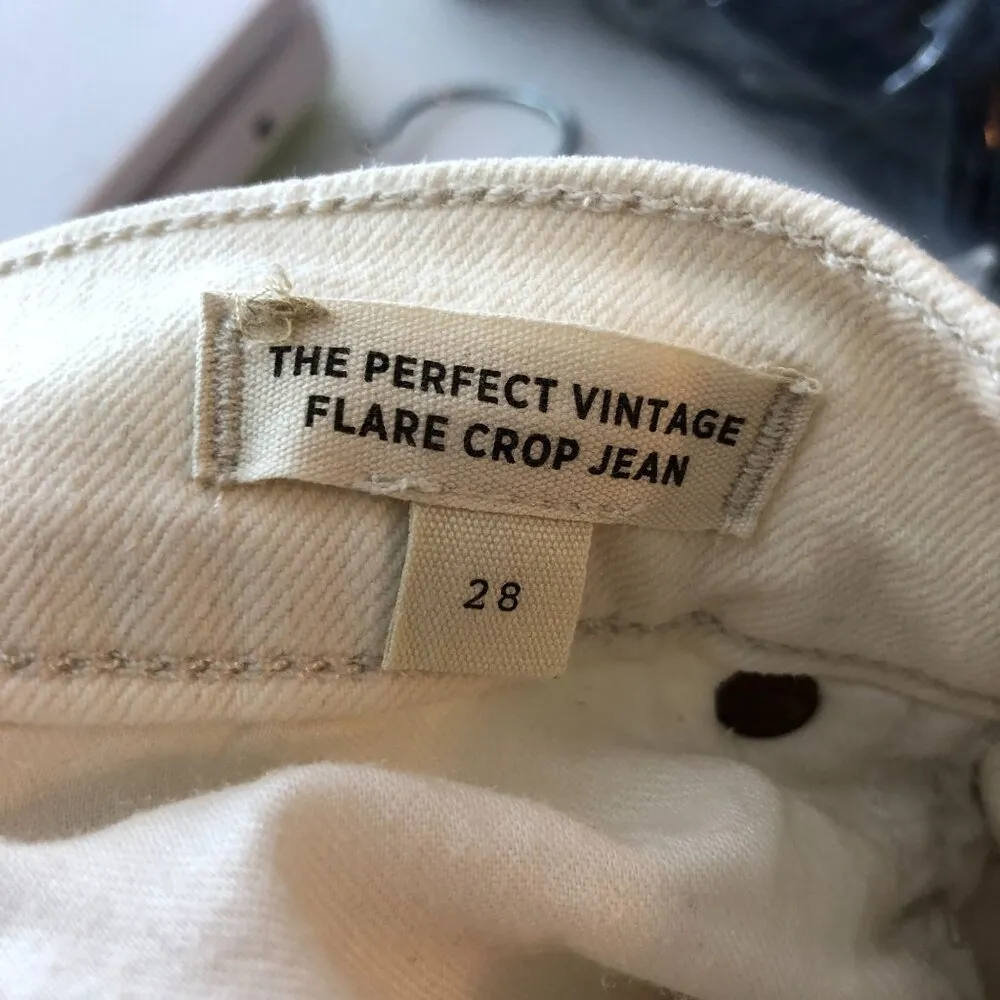 THE PERFECT VINTAGE
FLARE CROP JEAN
28